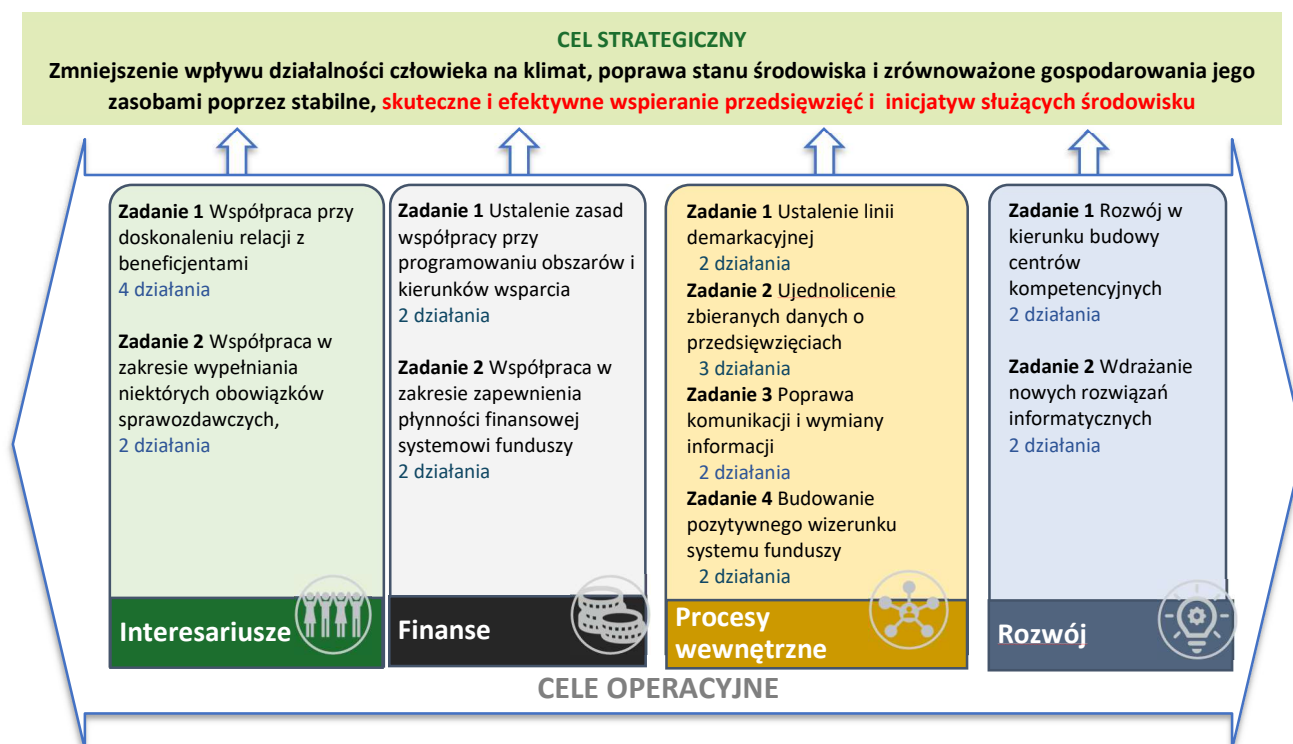 CEL STRATEGICZNY
Zmniejszenie wpływu działalności człowieka na klimat, poprawa stanu środowiska i zrównoważone gospodarowania jego
zasobami poprzez stabilne, skuteczne i efektywne wspieranie przedsięwzięć i inicjatyw służących środowisku
Zadanie 1 Współpraca przy
doskonaleniu relacji z
beneficjentami
4 działania
Zadanie 2 Współpraca w
zakresie wypełniania
niektórych obowiązków
sprawozdawczych,
2 działania
Interesariusze
Zadanie 1 Ustalenie zasad
współpracy przy
programowaniu obszarów i
kierunków wsparcia
2 działania
Zadanie 2 Współpraca w
zakresie zapewnienia
płynności finansowej
systemowi funduszy
2 działania
Finanse
Zadanie 1 Ustalenie linii
demarkacyjnej
2 działania
Zadanie 2 Ujednolicenie
zbieranych danych o
przedsięwzięciach
3 działania
Zadanie 3 Poprawa
komunikacji i wymiany
informacji
2 działania
Zadanie 4 Budowanie
pozytywnego wizerunku
systemu funduszy
2 działania
Procesy
wewnętrzne
Zadanie 1 Rozwój w
kierunku budowy
centrów
kompetencyjnych
2 działania
Zadanie 2 Wdrażanie
nowych rozwiązań
informatycznych
2 działania
Rozwój
CELE OPERACYJNE